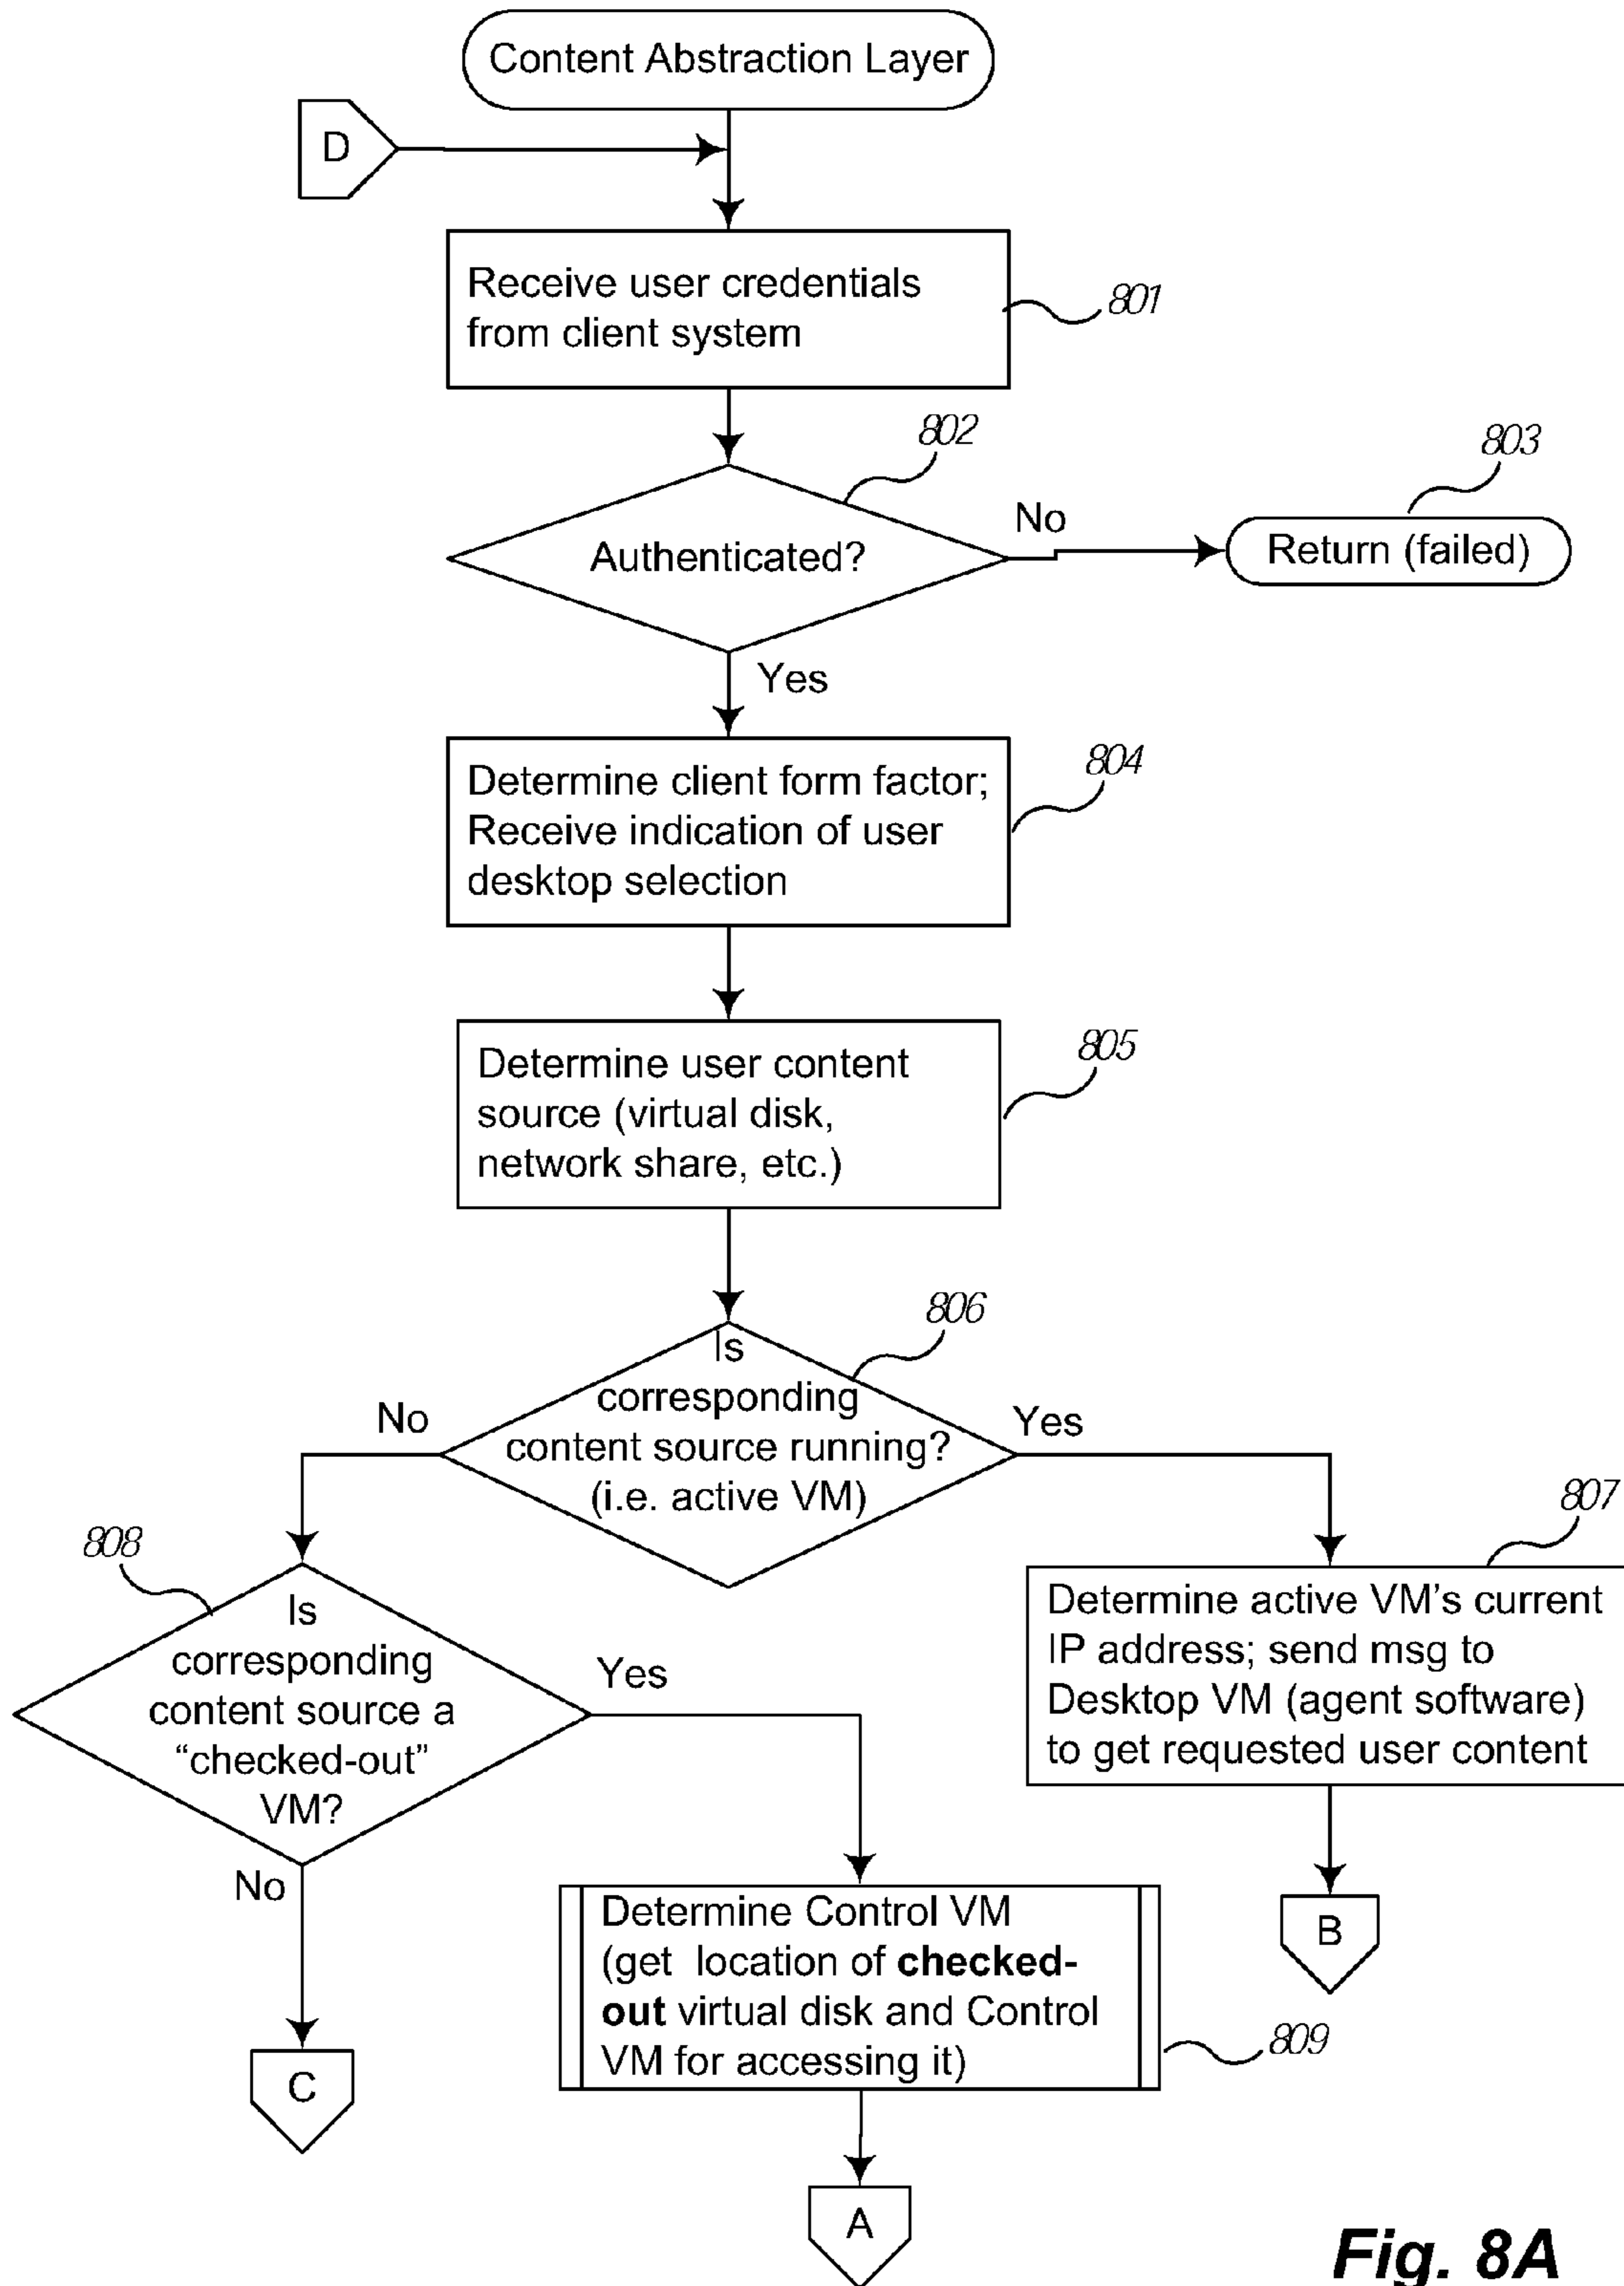 Content Abstraction Layer
D
Receive user credentials
from client system
801
802
Authenticated?
No
803
Return (failed)
Yes
Determine client form factor;
Receive indication of user
desktop selection
804
Determine user content
source (virtual disk,
network share, etc.)
805
806
Is
corresponding
content source running?
(i.e. active VM)
No
Yes
807
Determine active VM's current
IP address; send msg to
Desktop VM (agent software)
to get requested user content
B
808
Is
corresponding
content source a
“checked-out”
VM?
Yes
No
C
Determine Control VM
(get location of checked-
out virtual disk and Control
VM for accessing it)
809
A
Fig. 8A